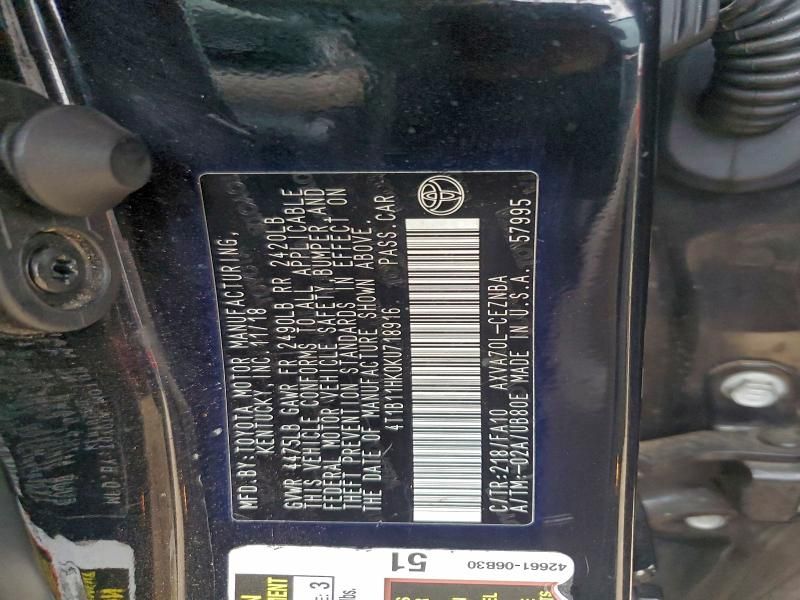 MFD.BY:TOYOTA MOTOR MANUFACTURING,
KENTUCKY, INC. 11/18
GVWR 4175LB GAWR FR 2490LB RR 2420LB
THIS VEHICLE CONFORMS TO ALL APPLICABLE
FEDERAL MOTOR VEHICLE SAFETY, BUMPER AND
THEFT PREVENTION STANDARDS IN EFFECT ON
THE DATE OF MANUFACTURE SHOWN ABOVE.
4T1B11HK0KU718916 PASS.CAR
C/TR:218/FA10 AXVA70L-CEZNBA
A/TM:-02A/UB80E MADE IN U.S.A. 57995
51
42661-06B30
3